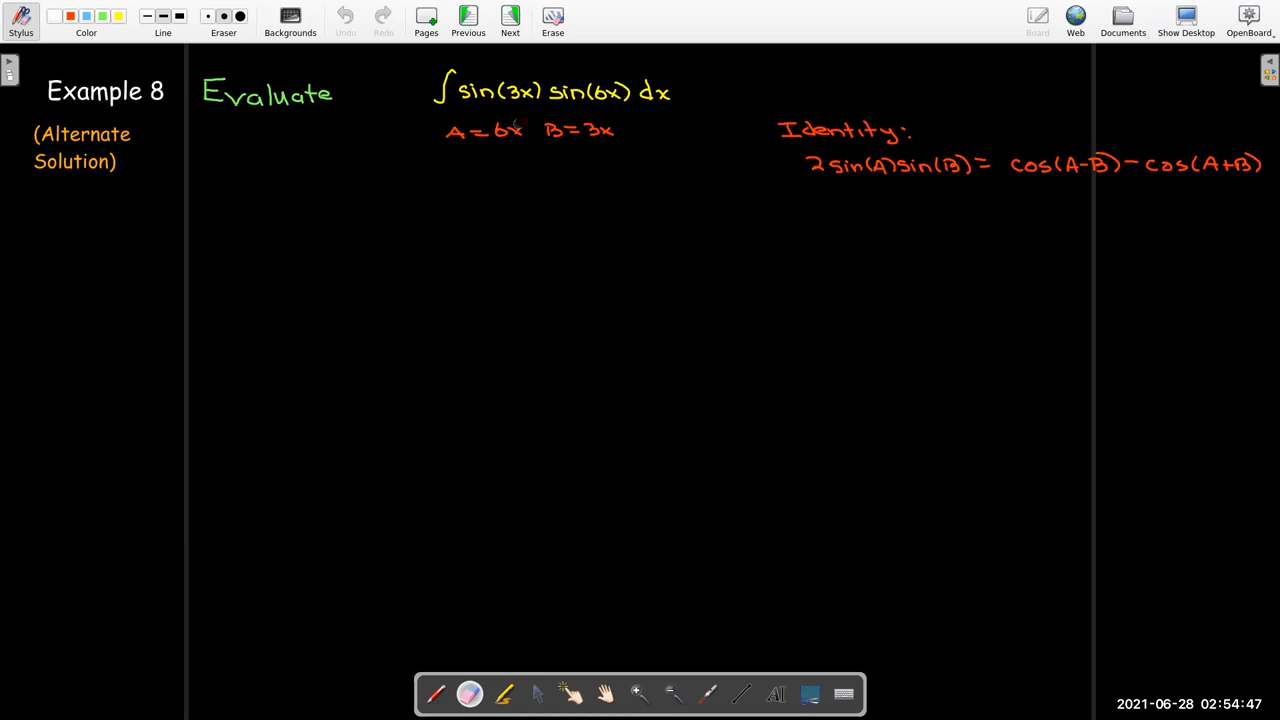 Stylus Color Line Eraser Backgrounds Undo Redo Pages Previous Next Erase Board Web Documents Show Desktop OpenBoard
Example 8 Evaluate ∫ sin(3x) sin(6x) dx
(Alternate Solution)
A = 6x B = 3x
Identity:
2 sin(A) sin(B) = cos(A-B) - cos(A+B)
2021-06-28 02:54:47